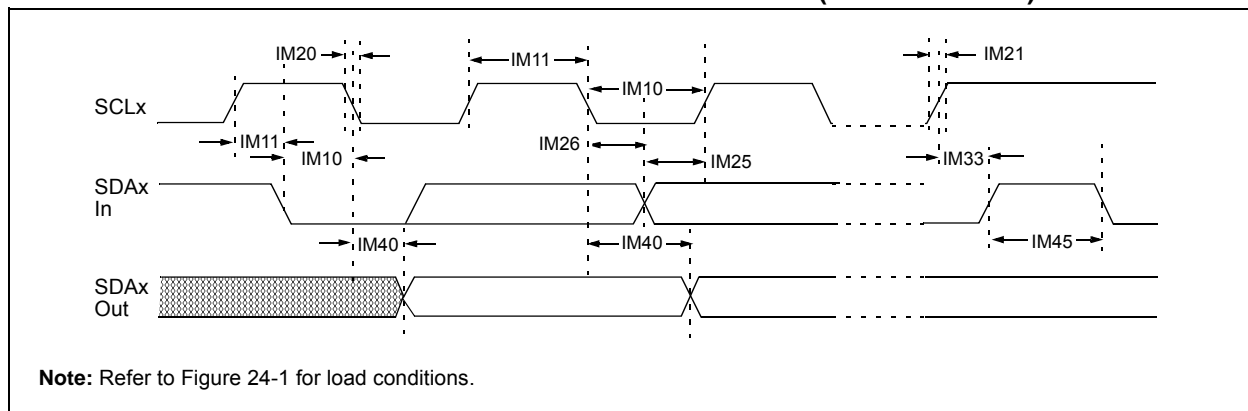 IM20
IM11
IM21
IM10
SCLx
IM11
IM26
IM10
IM25
IM33
SDAx
In
IM40
IM40
IM45
SDAx
Out
Note: Refer to Figure 24-1 for load conditions.